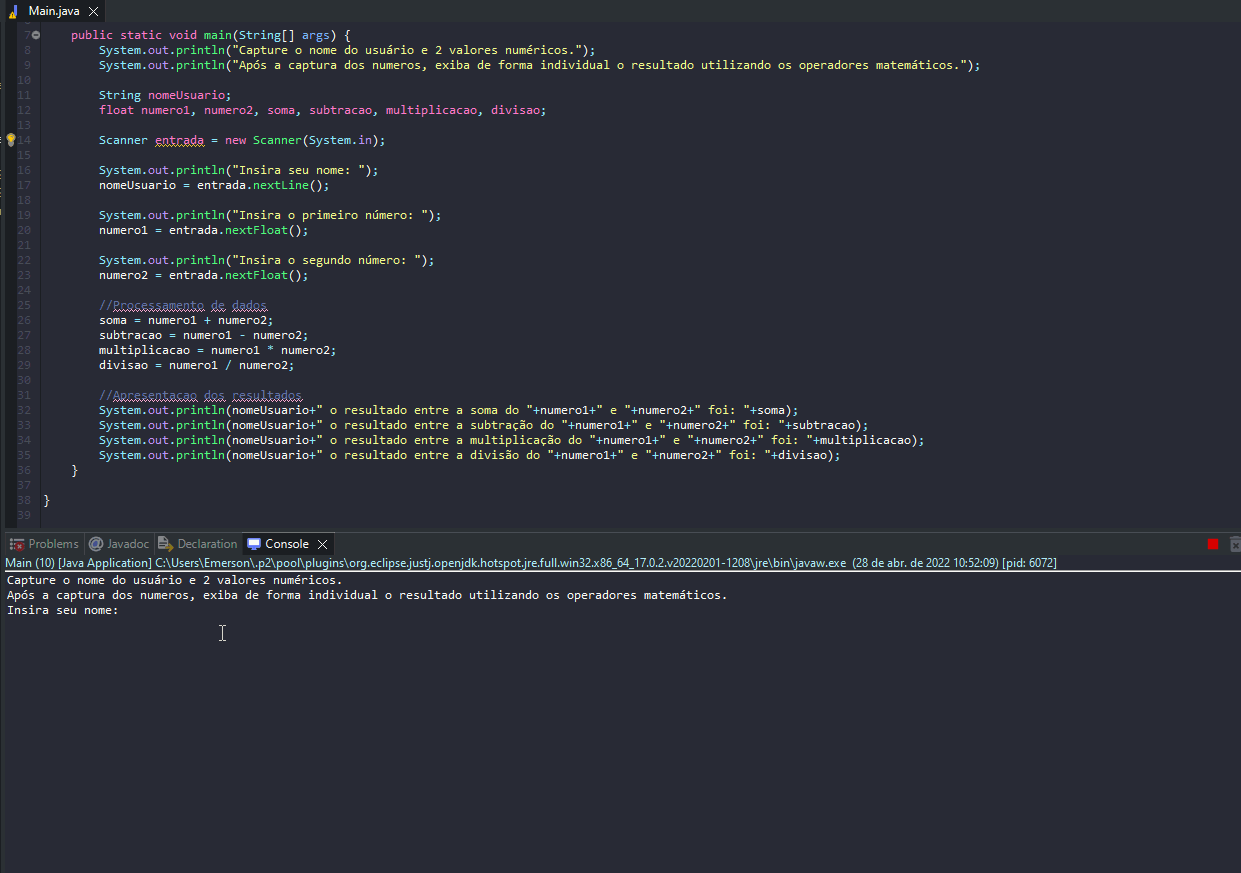 Main.java
7 public static void main(String[] args) {
8 System.out.println("Capture o nome do usuário e 2 valores numéricos.");
9 System.out.println("Após a captura dos numeros, exiba de forma individual o resultado utilizando os operadores matemáticos.");
10
11 String nomeUsuario;
12 float numero1, numero2, soma, subtracao, multiplicacao, divisao;
13
14 Scanner entrada = new Scanner(System.in);
15
16 System.out.println("Insira seu nome: ");
17 nomeUsuario = entrada.nextLine();
18
19 System.out.println("Insira o primeiro número: ");
20 numero1 = entrada.nextFloat();
21
22 System.out.println("Insira o segundo número: ");
23 numero2 = entrada.nextFloat();
24
25 //Processamento de dados
26 soma = numero1 + numero2;
27 subtracao = numero1 - numero2;
28 multiplicacao = numero1 * numero2;
29 divisao = numero1 / numero2;
30
31 //Apresentacao dos resultados
32 System.out.println(nomeUsuario+" o resultado entre a soma do "+numero1+" e "+numero2+" foi: "+soma);
33 System.out.println(nomeUsuario+" o resultado entre a subtração do "+numero1+" e "+numero2+" foi: "+subtracao);
34 System.out.println(nomeUsuario+" o resultado entre a multiplicação do "+numero1+" e "+numero2+" foi: "+multiplicacao);
35 System.out.println(nomeUsuario+" o resultado entre a divisão do "+numero1+" e "+numero2+" foi: "+divisao);
36 }
37
38 }
39
Problems @ Javadoc Declaration Console
Main (10) [Java Application] C:\Users\Emerson\.p2\pool\plugins\org.eclipse.justj.openjdk.hotspot.jre.full.win32.x86_64_17.0.2.v20220201-1208\jre\bin\javaw.exe (28 de abr. de 2022 10:52:09) [pid: 6072]
Capture o nome do usuário e 2 valores numéricos.
Após a captura dos numeros, exiba de forma individual o resultado utilizando os operadores matemáticos.
Insira seu nome: